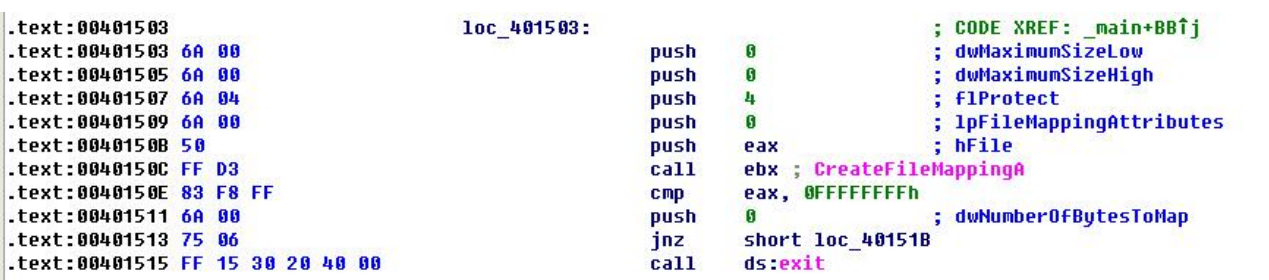 .text:00401503 loc_401503: ; CODE XREF: _main+BBîj
.text:00401503 6A 00 push 0 ; dwMaximumSizeLow
.text:00401505 6A 00 push 0 ; dwMaximumSizeHigh
.text:00401507 6A 04 push 4 ; flProtect
.text:00401509 6A 00 push 0 ; lpFileMappingAttributes
.text:0040150B 50 push eax ; hFile
.text:0040150C FF D3 call ebx ; CreateFileMappingA
.text:0040150E 83 F8 FF cmp eax, 0FFFFFFFFh
.text:00401511 6A 00 push 0 ; dwNumberOfBytesToMap
.text:00401513 75 06 jnz short loc_40151B
.text:00401515 FF 15 30 20 40 00 call ds:exit